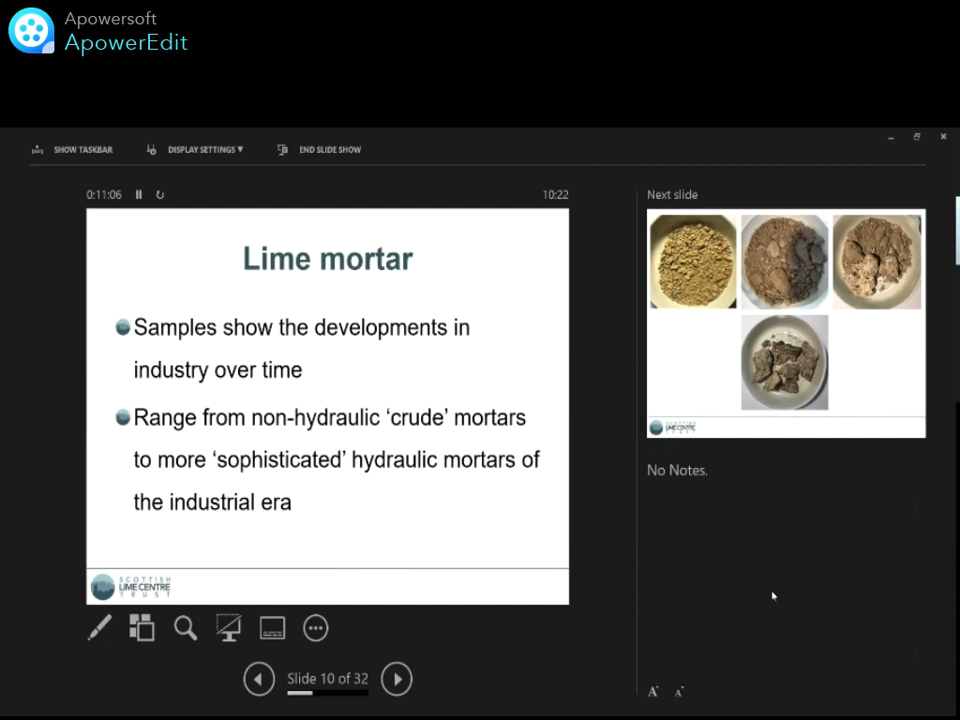 Apowersoft
ApowerEdit
SHOW TASKBAR
DISPLAY SETTINGS ▼
END SLIDE SHOW
0:11:06
10:22
Next slide
Lime mortar
Samples show the developments in
industry over time
Range from non-hydraulic ‘crude’ mortars
to more ‘sophisticated’ hydraulic mortars of
the industrial era
SCOTTISH
LIME CENTRE
TRUST
LIME CENTRE
No Notes.
Slide 10 of 32
A A